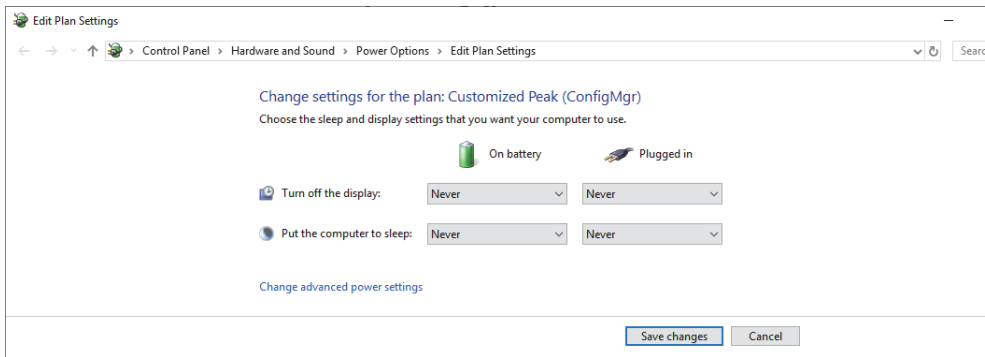 Edit Plan Settings
Control Panel > Hardware and Sound > Power Options > Edit Plan Settings
Searc
Change settings for the plan: Customized Peak (ConfigMgr)
Choose the sleep and display settings that you want your computer to use.
On battery Plugged in
Turn off the display: Never Never
Put the computer to sleep: Never Never
Change advanced power settings
Save changes Cancel